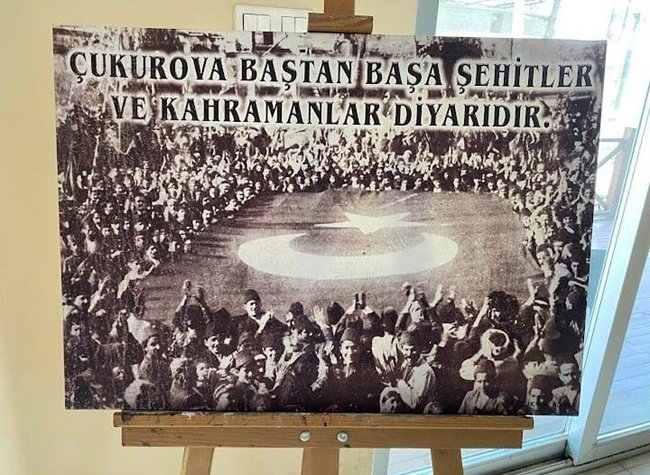 ÇUKUROVA BAŞTAN BAŞA ŞEHİTLER
VE KAHRAMANLAR DİYARIDIR.